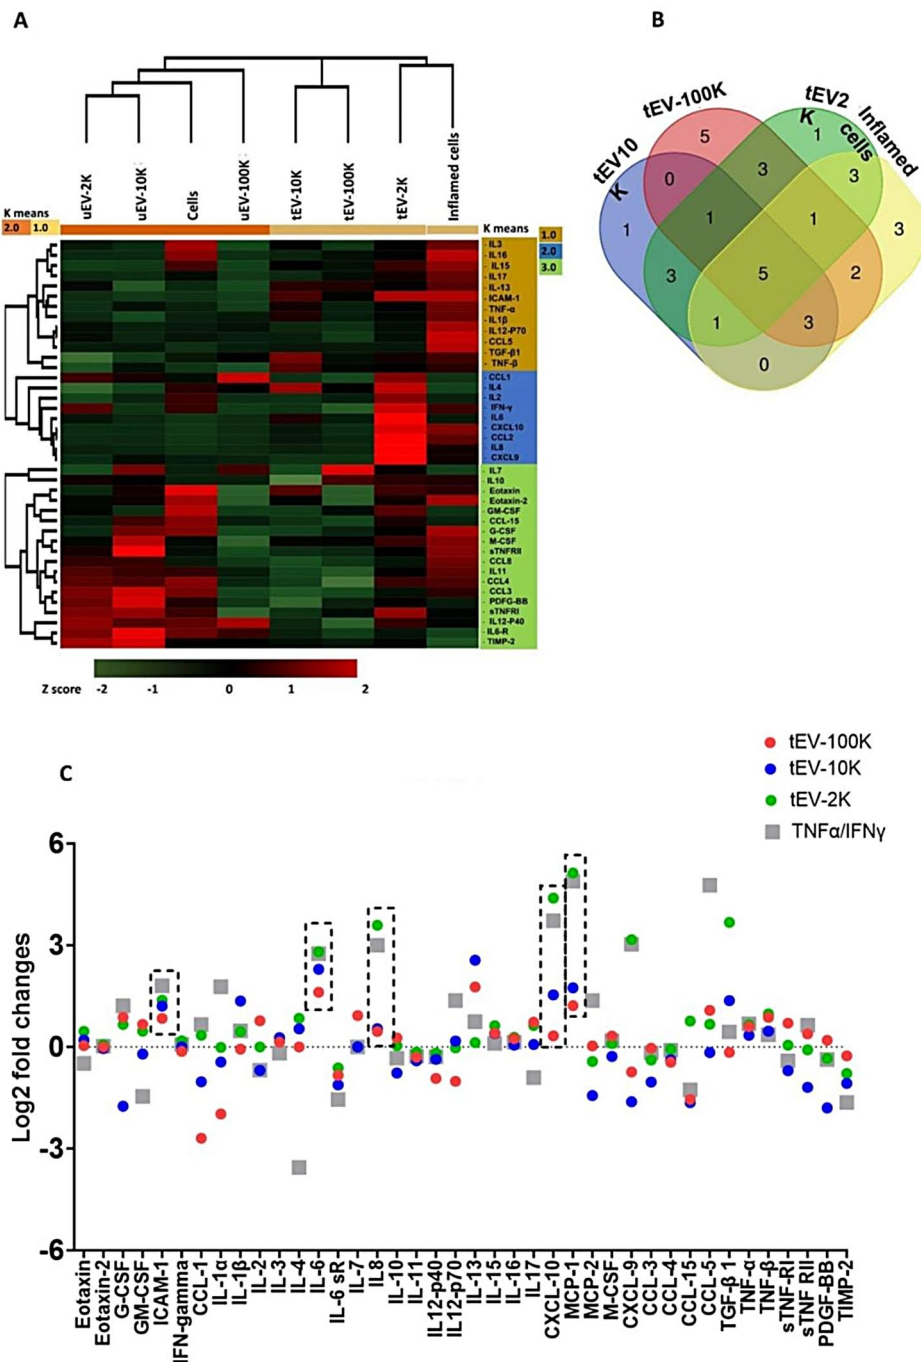 A
B
uEV-2K
uEV-10K
Cells
uEV-100K
tEV-10K
tEV-100K
tEV-2K
Inflamed cells
K means
2.0 1.0
K means
1.0
2.0
3.0
IL3
IL16
IL15
IL17
IL-13
ICAM-1
TNF-α
IL1β
IL12-P70
CCL5
TGF-β1
TNF-β
CCL1
IL4
IL2
IFN-γ
IL6
CXCL10
CCL2
IL8
CXCL9
IL7
IL10
Eotaxin
Eotaxin-2
GM-CSF
CCL-15
G-CSF
M-CSF
sTNFRII
CCL8
IL11
CCL4
CCL3
PDFG-BB
sTNFRI
IL12-P40
IL6-R
TIMP-2
Z score -2 -1 0 1 2
tEV10
K
tEV-100K
tEV2
K
Inflamed
cells
5
1
0
3
3
1
1
1
3
3
5
2
1
3
0
C
tEV-100K
tEV-10K
tEV-2K
TNFα/IFNγ
Log2 fold changes
6
3
0
-3
-6
Eotaxin
Eotaxin-2
G-CSF
GM-CSF
ICAM-1
IFN-gamma
CCL-1
IL-1α
IL-1β
IL-2
IL-3
IL-4
IL-6
IL-6 sR
IL-7
IL8
IL-10
IL-11
IL12-p40
IL12-p70
IL-13
IL-15
IL-16
IL17
CXCL-10
MCP-1
MCP-2
M-CSF
CXCL-9
CCL-3
CCL-4
CCL-15
CCL-5
TGF-β 1
TNF-α
TNF-β
sTNF-RI
sTNF RII
PDGF-BB
TIMP-2